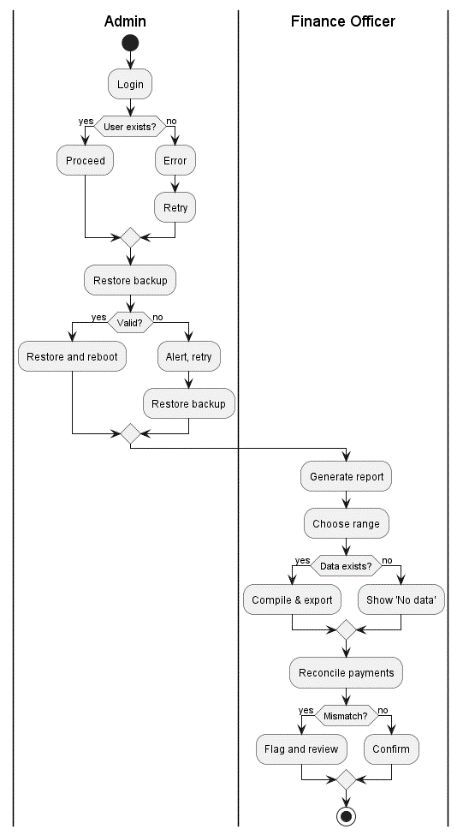 Admin
Finance Officer
Login
yes
User exists?
no
Proceed
Error
Retry
Restore backup
yes
Valid?
no
Restore and reboot
Alert, retry
Restore backup
Generate report
Choose range
yes
Data exists?
no
Compile & export
Show 'No data'
Reconcile payments
yes
Mismatch?
no
Flag and review
Confirm